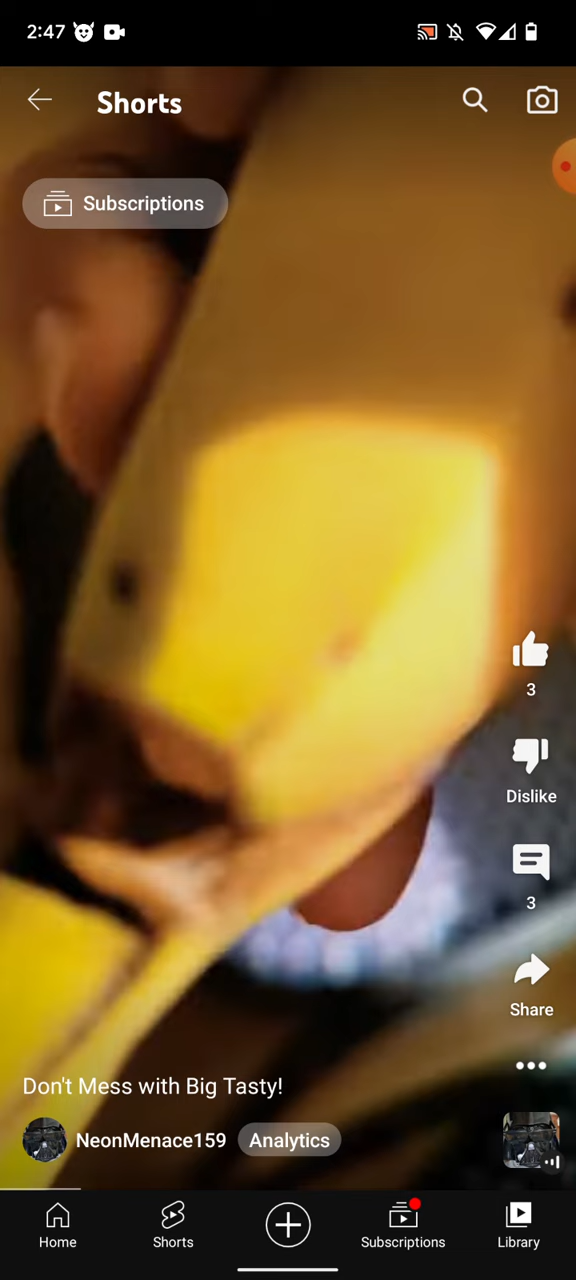 2:47
Shorts
Subscriptions
3
Dislike
3
Share
Don't Mess with Big Tasty!
NeonMenace159 Analytics
Home Shorts Subscriptions Library